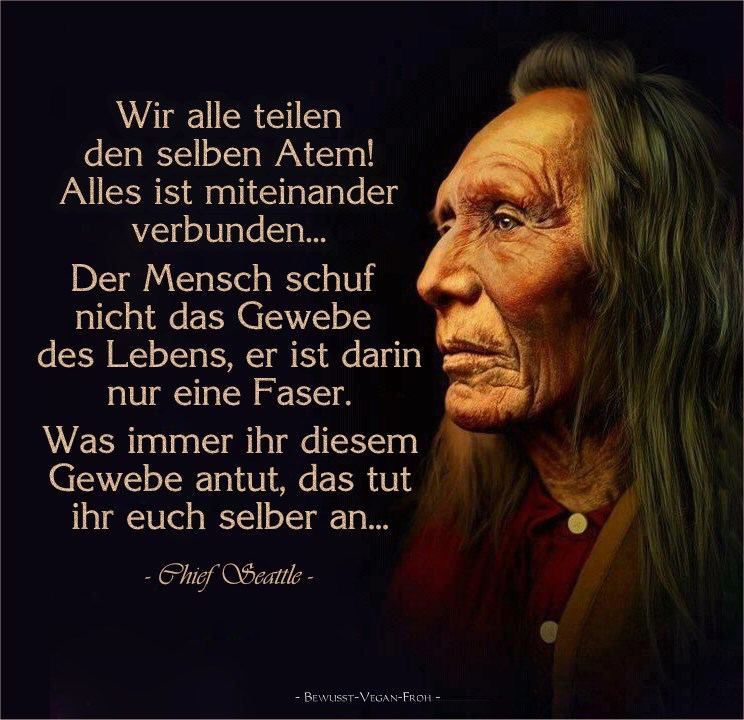 Wir alle teilen
den selben Atem!
Alles ist miteinander
verbunden...
Der Mensch schuf
nicht das Gewebe
des Lebens, er ist darin
nur eine Faser.
Was immer ihr diesem
Gewebe antut, das tut
ihr euch selber an...
- Chief Seattle -
- Bewusst-Vegan-Froh -